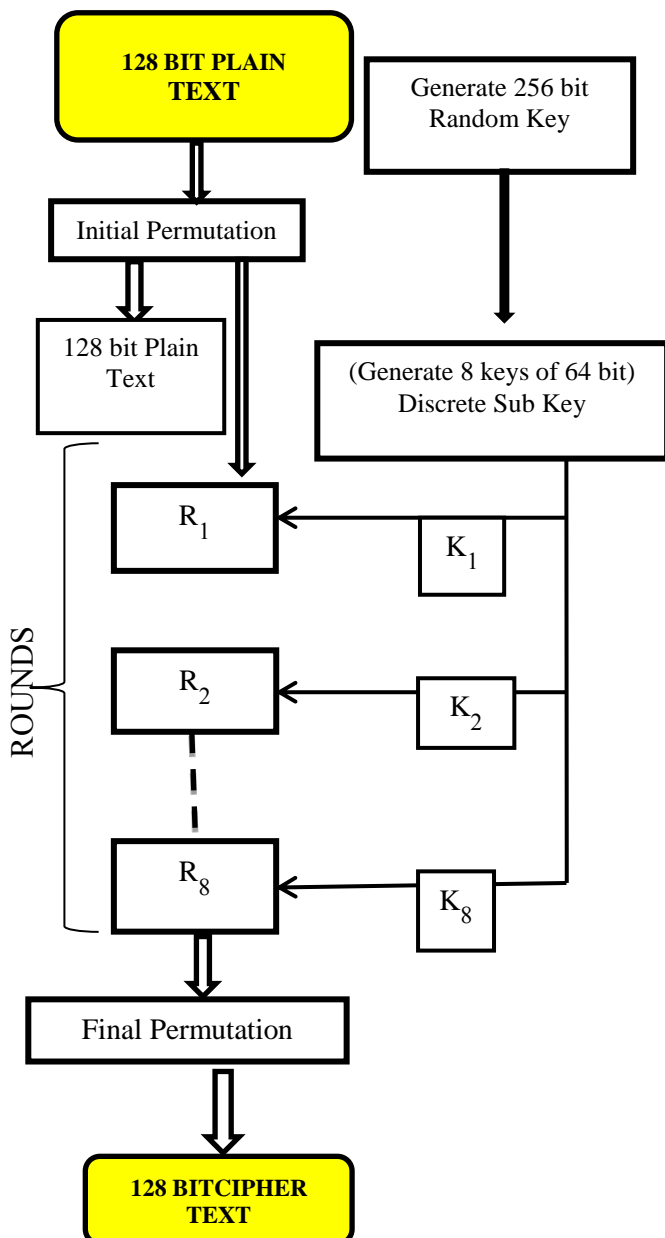 128 BIT PLAIN
TEXT
Generate 256 bit
Random Key
Initial Permutation
128 bit Plain
Text
(Generate 8 keys of 64 bit)
Discrete Sub Key
ROUNDS
R1
K1
R2
K2
R8
K8
Final Permutation
128 BITCIPHER
TEXT